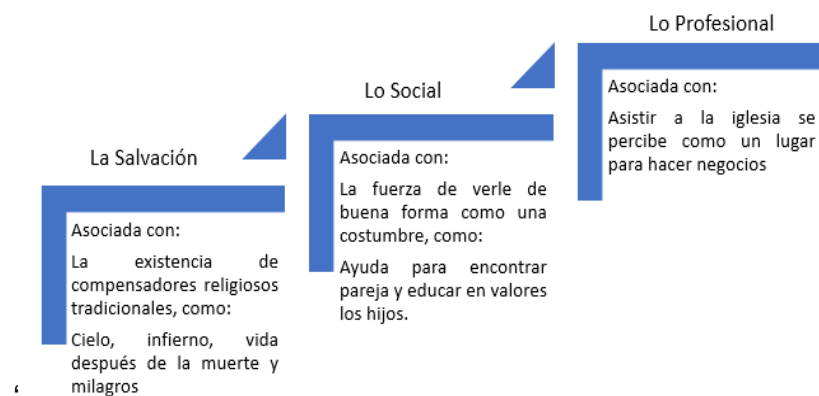 La Salvación
Asociada con:
La existencia de
compensadores religiosos
tradicionales, como:
Cielo, infierno, vida
después de la muerte y
milagros
Lo Social
Asociada con:
La fuerza de verle de
buena forma como una
costumbre, como:
Ayuda para encontrar
pareja y educar en valores
los hijos.
Lo Profesional
Asociada con:
Asistir a la iglesia se
percibe como un lugar
para hacer negocios
‘